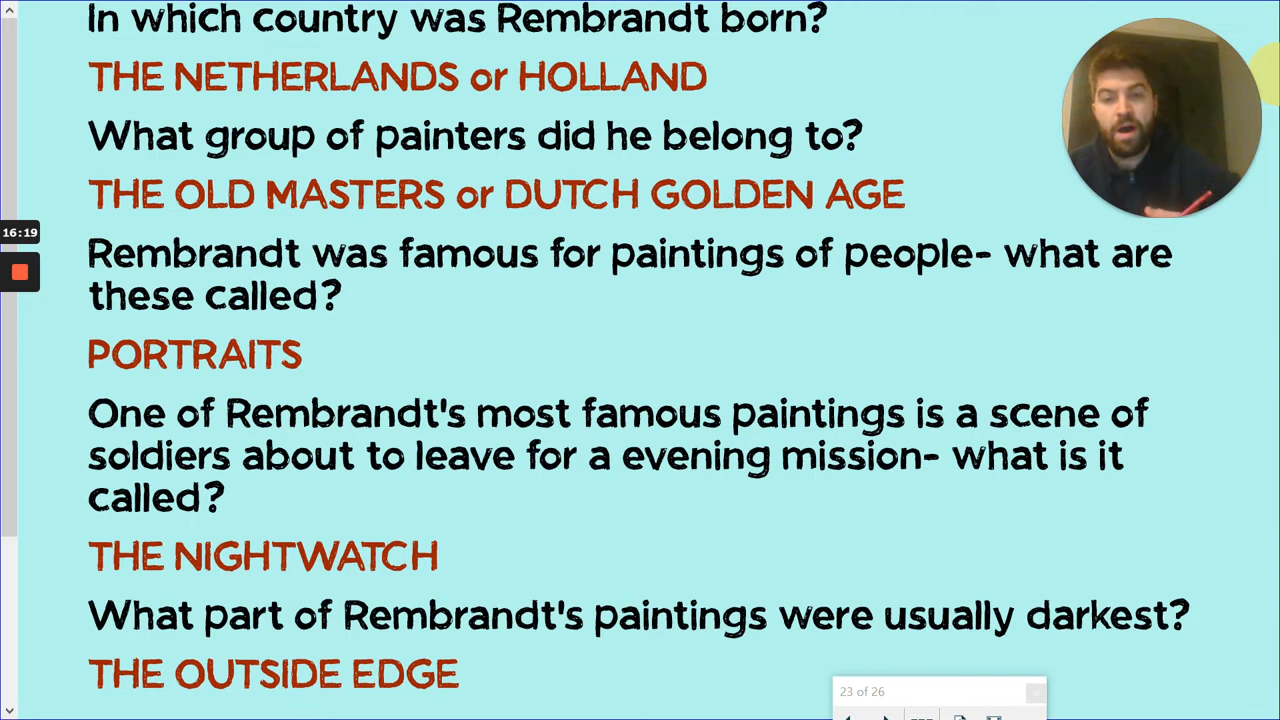 In which country was Rembrandt born?
THE NETHERLANDS or HOLLAND
What group of painters did he belong to?
THE OLD MASTERS or DUTCH GOLDEN AGE
16:19
Rembrandt was famous for paintings of people- what are
these called?
PORTRAITS
One of Rembrandt's most famous paintings is a scene of
soldiers about to leave for a evening mission- what is it
called?
THE NIGHTWATCH
What part of Rembrandt's paintings were usually darkest?
THE OUTSIDE EDGE
23 of 26